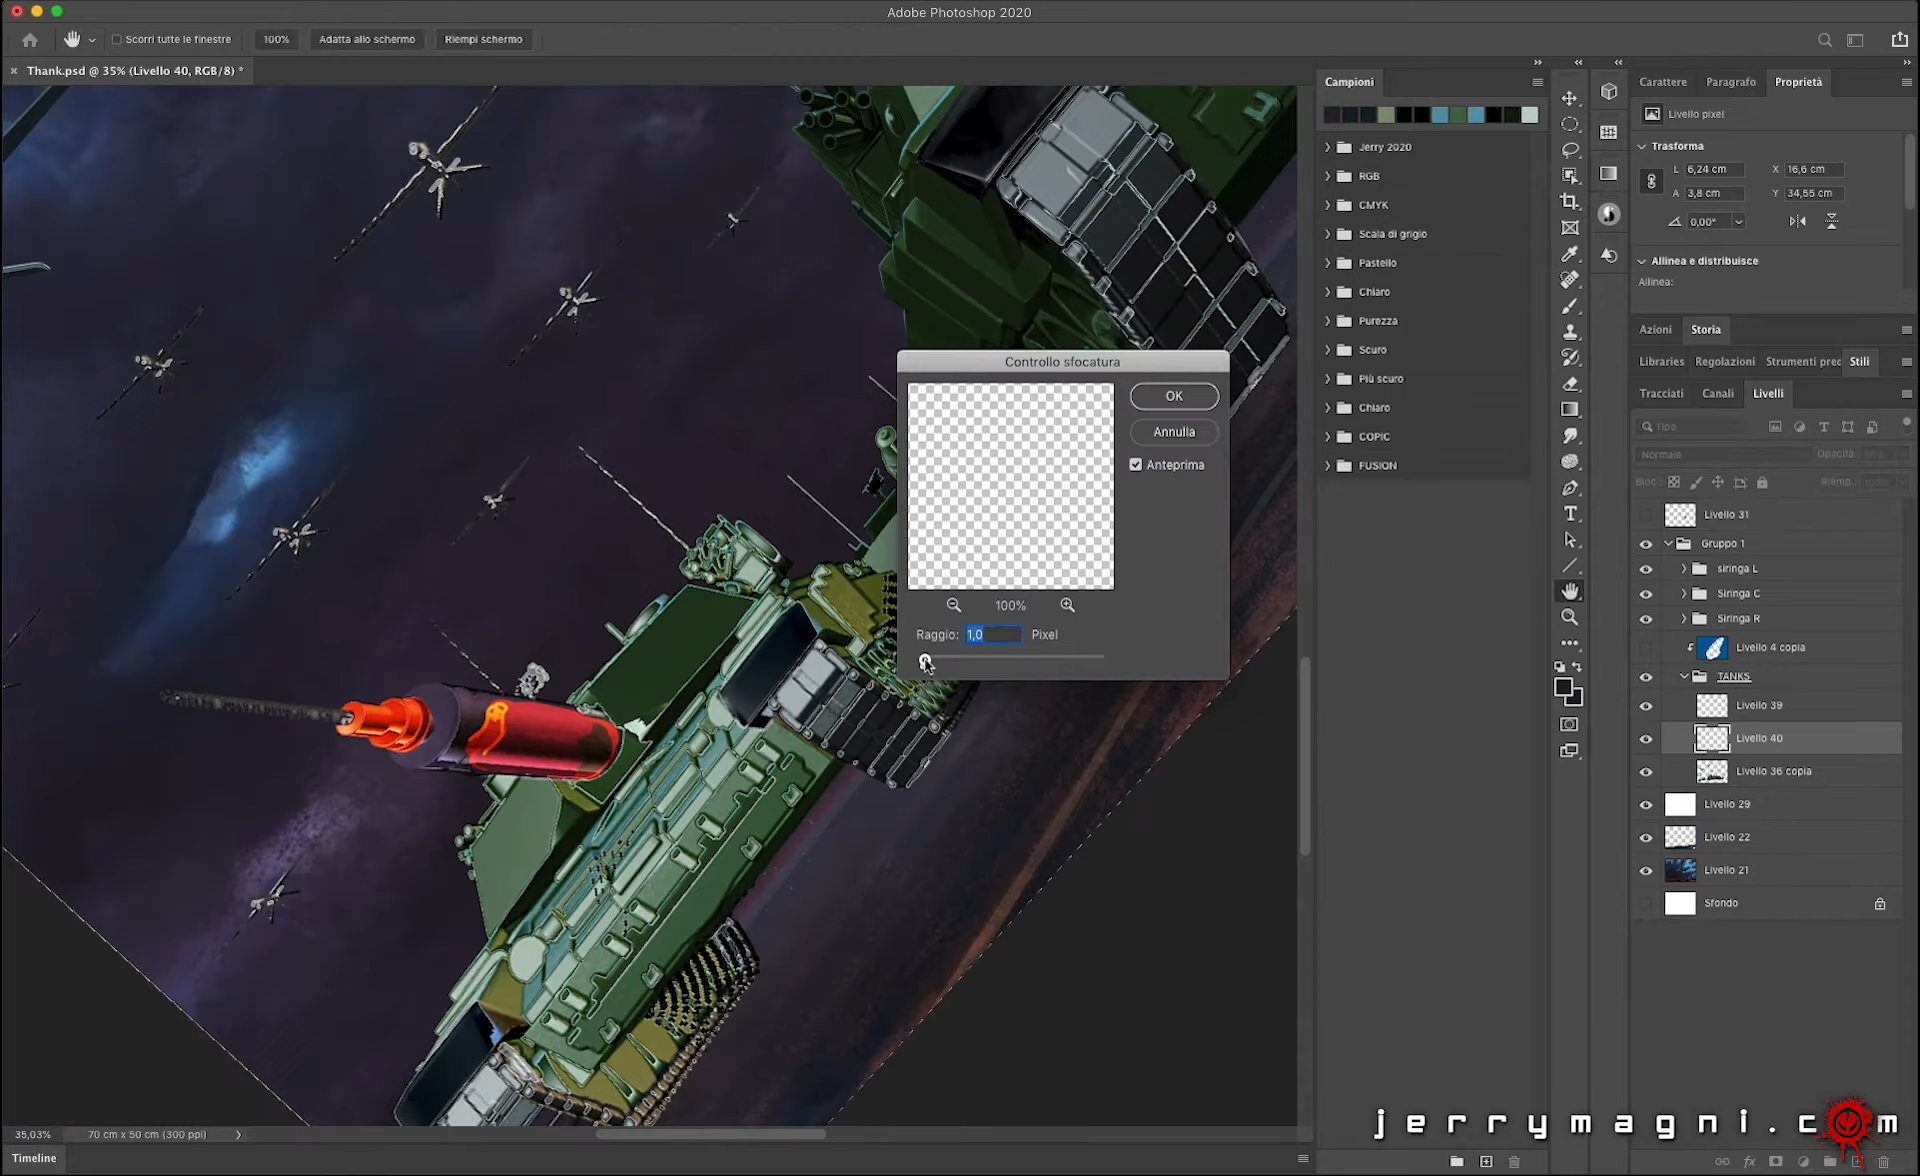 Adobe Photoshop 2020
Scorri tutte le finestre
100%
Adatta allo schermo
Riempi schermo
Thank.psd @ 35% (Livello 40, RGB/8) *
Campioni
Jerry 2020
RGB
CMYK
Scala di grigio
Pastello
Chiaro
Purezza
Scuro
Più scuro
Chiaro
COPIC
FUSION
Controllo sfocatura
OK
Annulla
Anteprima
100%
Raggio: 1,0 Pixel
Carattere Paragrafo Proprietà
Livello pixel
Trasforma
L 6,24 cm X 16,6 cm
A 3,8 cm Y 34,55 cm
0,00°
Allinea e distribuisce
Allinea:
Azioni Storia
Libraries Regolazioni Strumenti prec Stili
Tracciati Canali Livelli
Tipo
Normale Opacità
Bloc.: Riemp.:
Livello 31
Gruppo 1
siringa L
Siringa C
Siringa R
Livello 4 copia
TANKS
Livello 39
Livello 40
Livello 36 copia
Livello 29
Livello 22
Livello 21
Sfondo
jerrymagni.com
35,03% 70 cm x 50 cm (300 ppi)
Timeline